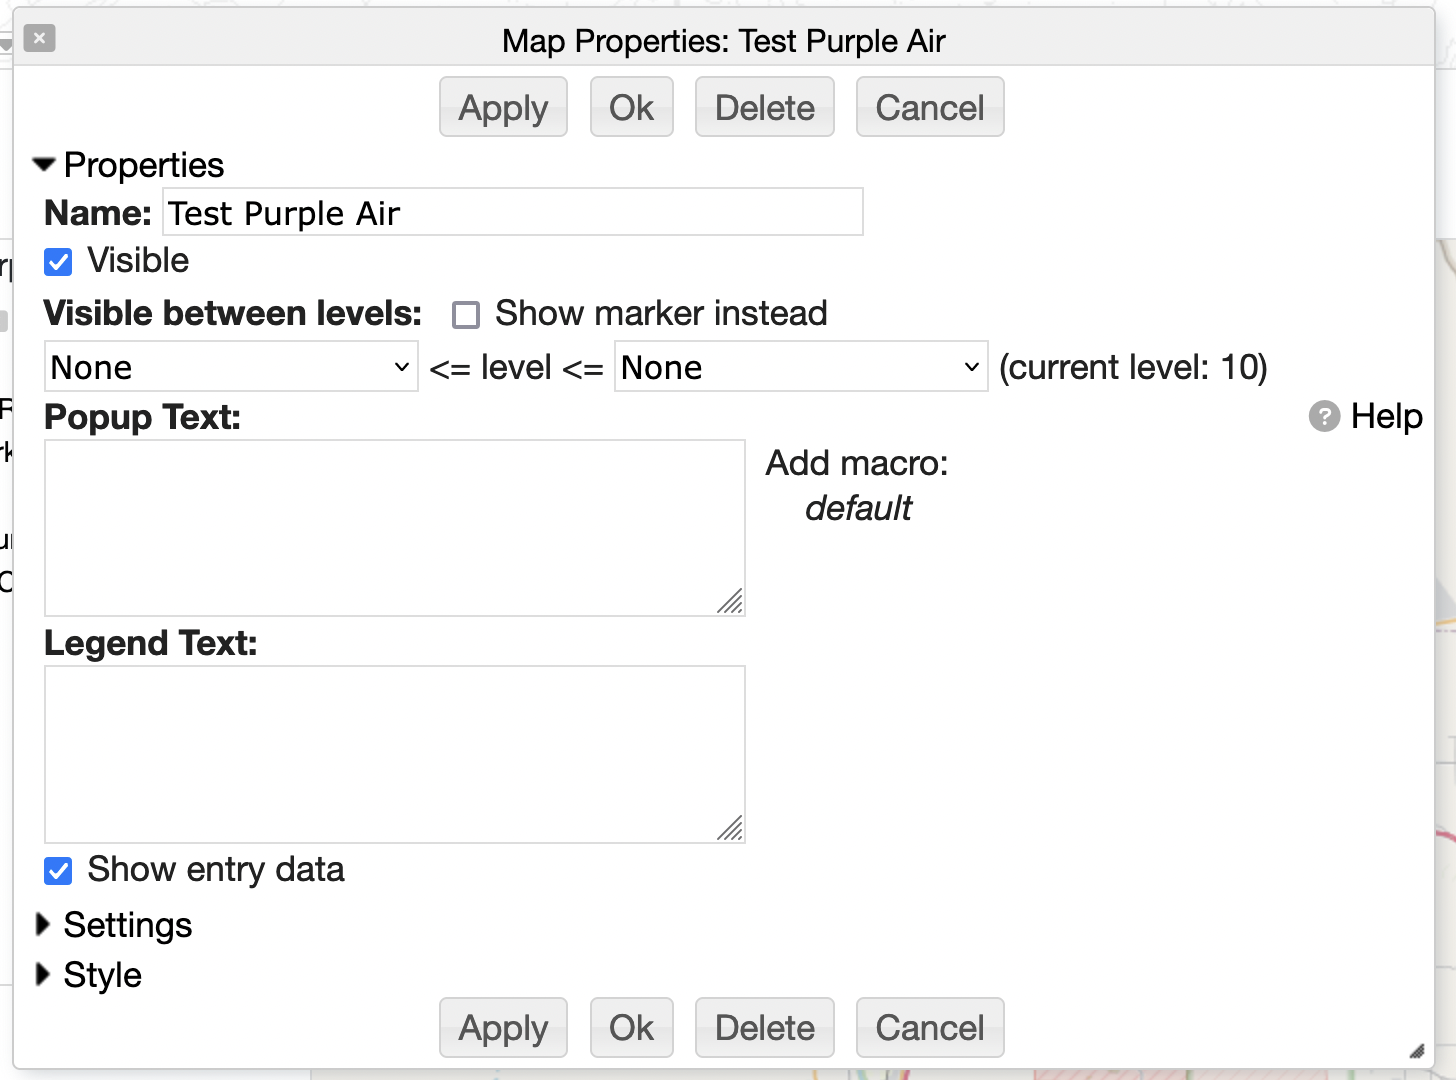 Map Properties: Test Purple Air
Apply Ok Delete Cancel
Properties
Name: Test Purple Air
Visible
Visible between levels: Show marker instead
None <= level <= None (current level: 10)
Popup Text: ? Help
Add macro:
default
Legend Text:
Show entry data
Settings
Style
Apply Ok Delete Cancel